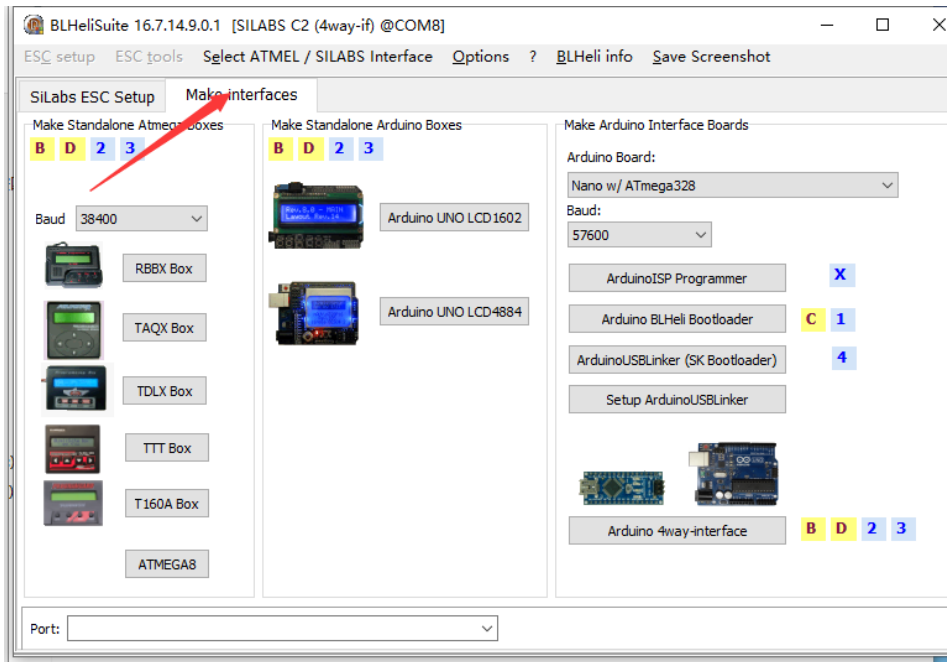 BLHeliSuite 16.7.14.9.0.1 [SILABS C2 (4way-if) @COM8]
ESC setup ESC tools Select ATMEL / SILABS Interface Options ? BLHeli info Save Screenshot
SiLabs ESC Setup Make interfaces
Make Standalone Atmega Boxes
B D 2 3
Baud 38400
RBBX Box
TAQX Box
TDLX Box
TTT Box
T160A Box
ATMEGA8
Make Standalone Arduino Boxes
B D 2 3
Arduino UNO LCD1602
Arduino UNO LCD4884
Make Arduino Interface Boards
Arduino Board:
Nano w/ ATmega328
Baud:
57600
ArduinoISP Programmer X
Arduino BLHeli Bootloader C 1
ArduinoUSBLinker (SK Bootloader) 4
Setup ArduinoUSBLinker
Arduino 4way-interface B D 2 3
Port: